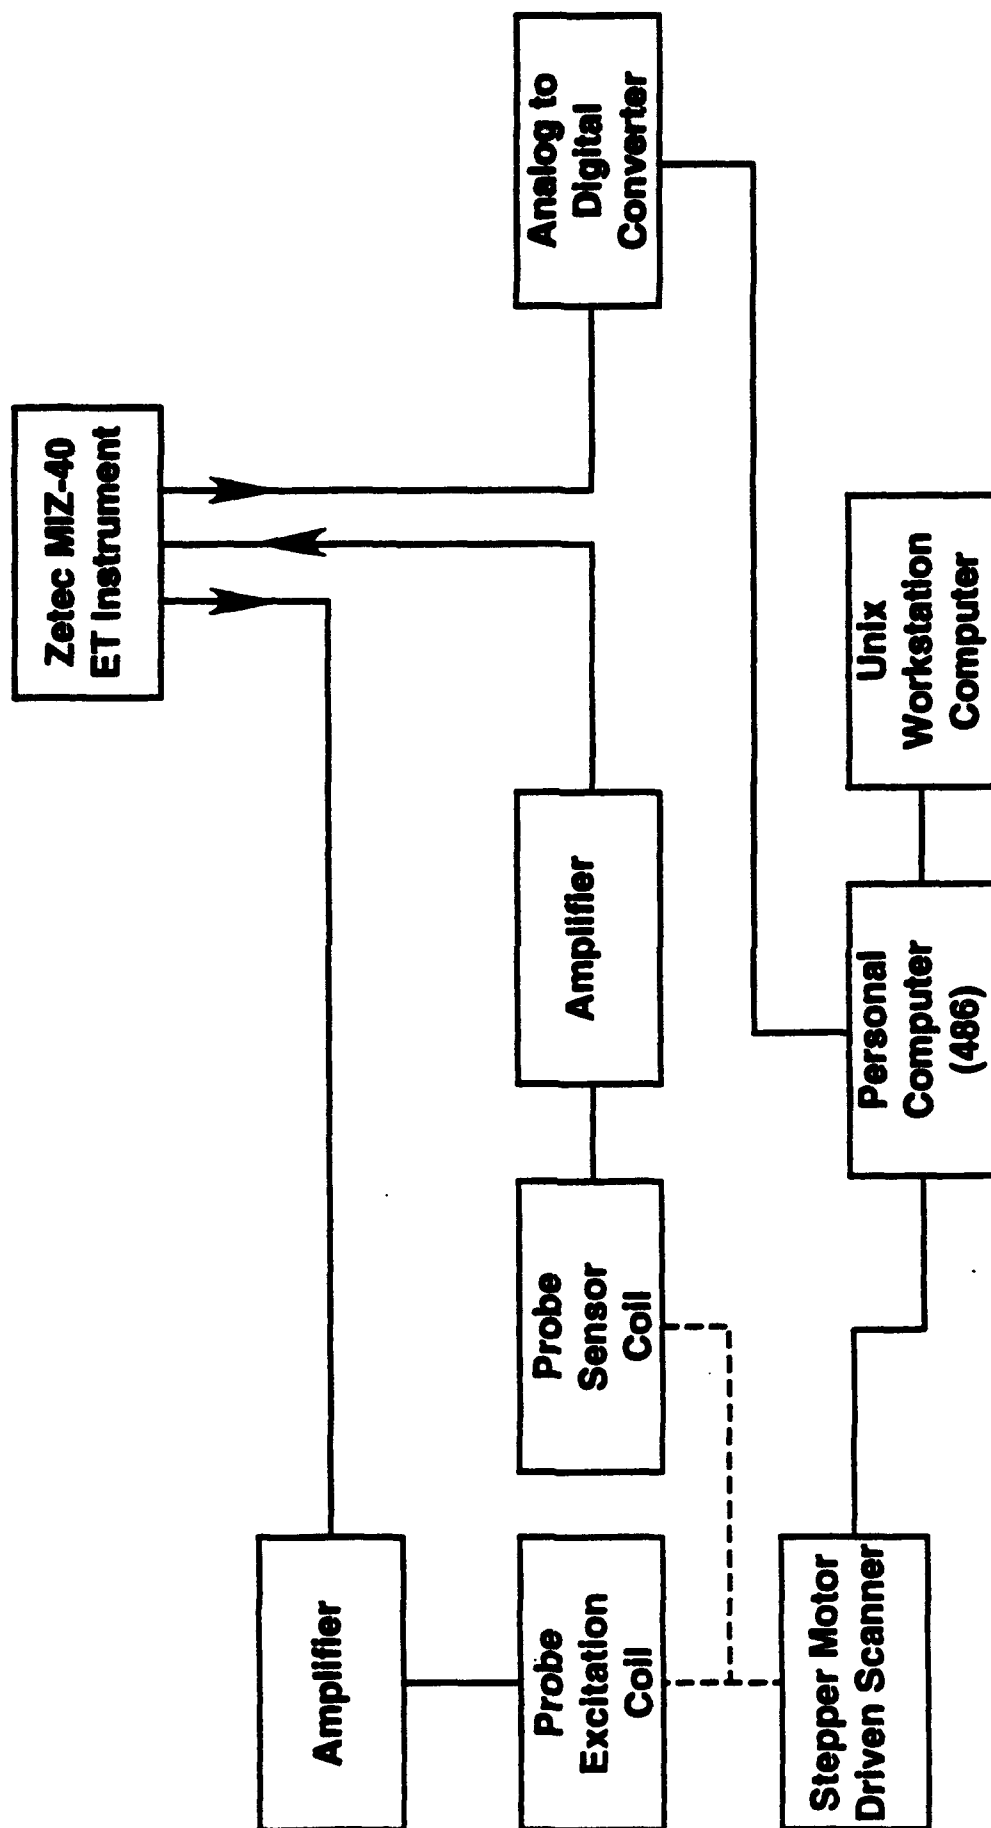 Zetec MIZ-40
ET Instrument
Amplifier
Probe
Excitation
Coil
Probe
Sensor
Coil
Amplifier
Analog to
Digital
Converter
Stepper Motor
Driven Scanner
Personal
Computer
(486)
Unix
Workstation
Computer